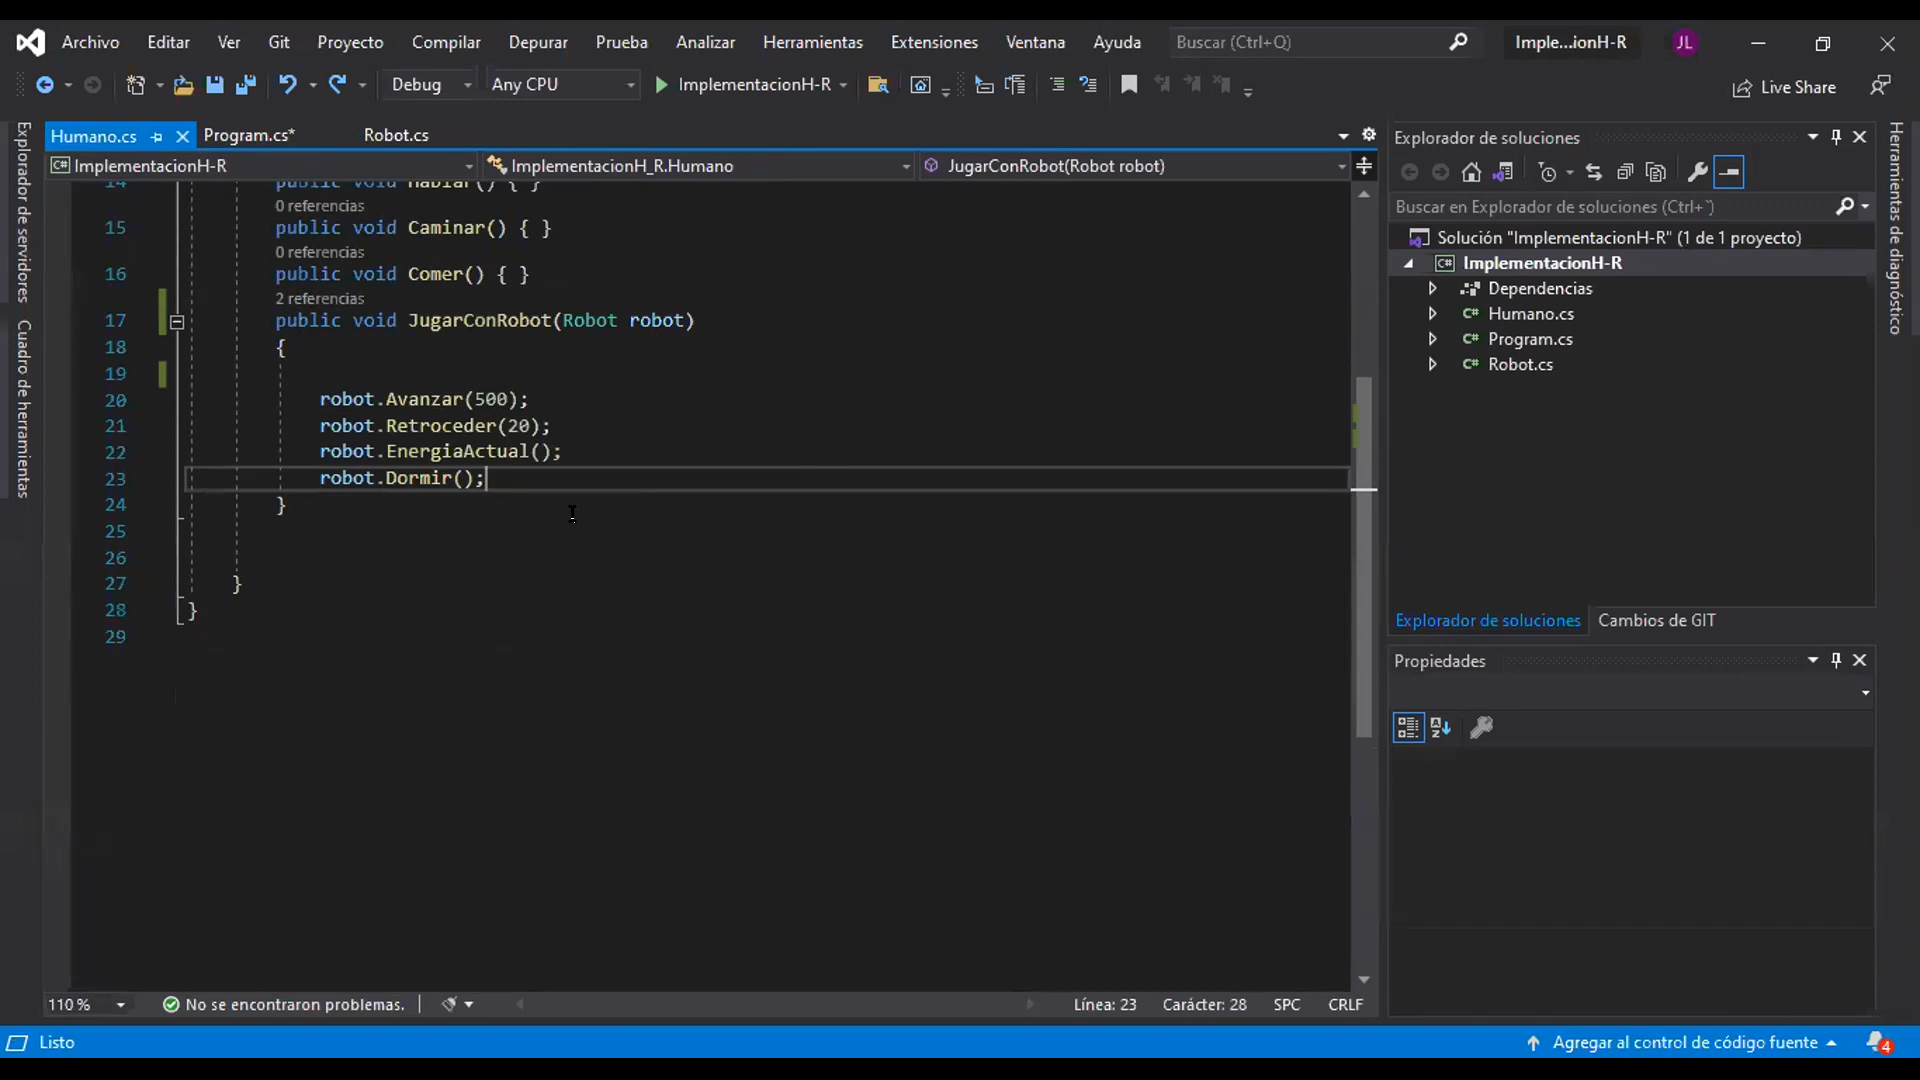 Archivo Editar Ver Git Proyecto Compilar Depurar Prueba Analizar Herramientas Extensiones Ventana Ayuda Buscar (Ctrl+Q) Imple...ionH-R JL
Debug Any CPU ImplementacionH-R Live Share
Explorador de servidores
Cuadro de herramientas
Humano.cs Program.cs* Robot.cs
ImplementacionH-R ImplementacionH_R.Humano JugarConRobot(Robot robot)
14 public void Hablar() { }
0 referencias
15 public void Caminar() { }
0 referencias
16 public void Comer() { }
2 referencias
17 public void JugarConRobot(Robot robot)
18 {
19
20 robot.Avanzar(500);
21 robot.Retroceder(20);
22 robot.EnergiaActual();
23 robot.Dormir();
24 }
25
26
27 }
28 }
29
110 % No se encontraron problemas. Línea: 23 Carácter: 28 SPC CRLF
Explorador de soluciones
Buscar en Explorador de soluciones (Ctrl+`)
Solución "ImplementacionH-R" (1 de 1 proyecto)
ImplementacionH-R
Dependencias
C# Humano.cs
C# Program.cs
C# Robot.cs
Explorador de soluciones Cambios de GIT
Propiedades
Herramientas de diagnóstico
Listo Agregar al control de código fuente 4